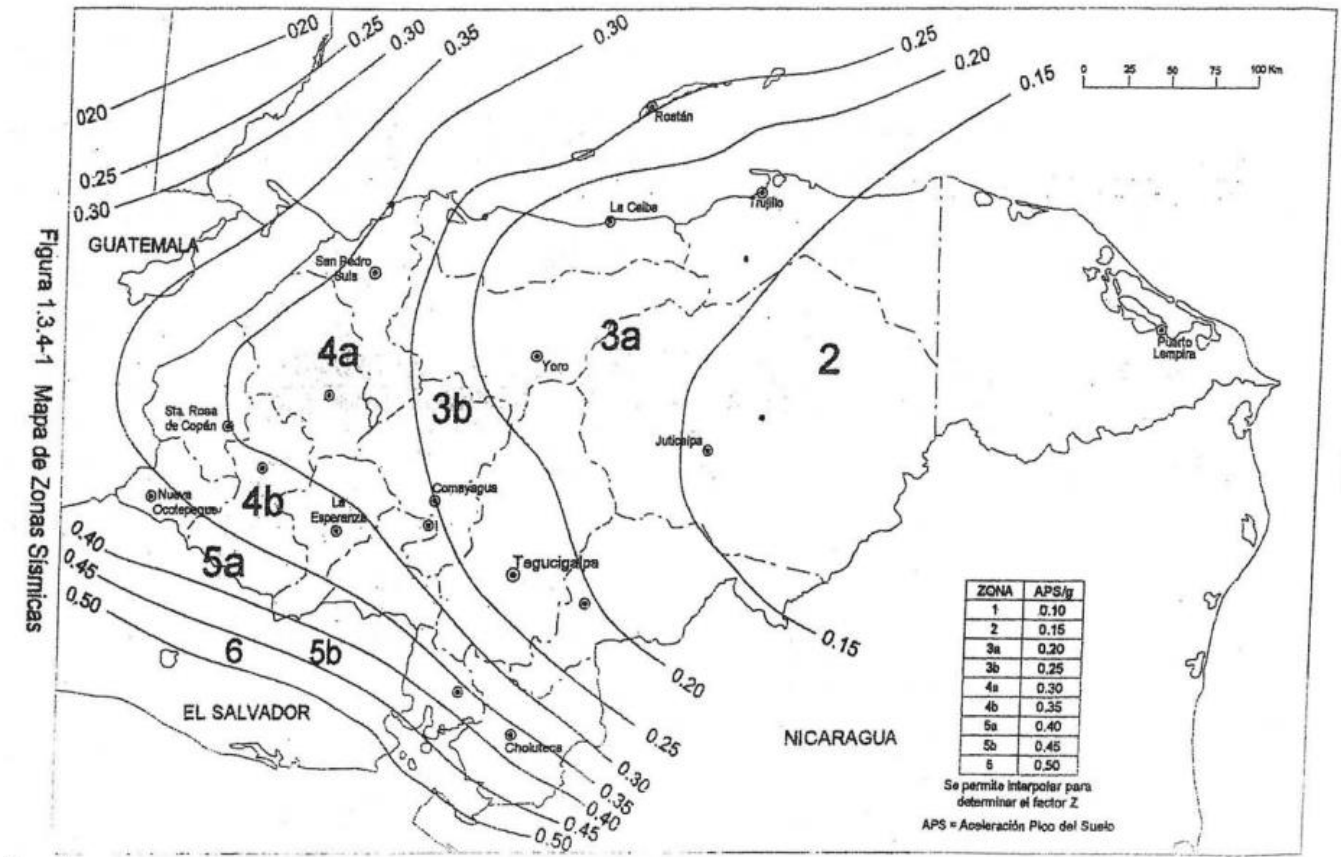 020
0.25
0.30
0.35
0.30
0.25
0.20
0.15
0 25 50 75 100 Km
020
0.25
0.30
Roatán
La Ceiba
Trujillo
GUATEMALA
San Pedro
Sula
4a
3a
2
Yoro
Puerto
Lempira
3b
Sta. Rosa
de Copán
Juticalpa
Nueva
Ocotepeque
4b
La
Esperanza
Comayagua
0.40
0.45
0.50
5a
Tegucigalpa
6
5b
EL SALVADOR
Choluteca
NICARAGUA
0.15
0.20
0.25
0.30
0.35
0.40
0.45
0.50
ZONA APS/g
1 0.10
2 0.15
3a 0.20
3b 0.25
4a 0.30
4b 0.35
5a 0.40
5b 0.45
6 0.50
Se permite interpolar para
determinar el factor Z
APS = Aceleración Pico del Suelo
Figura 1.3.4-1 Mapa de Zonas Sísmicas